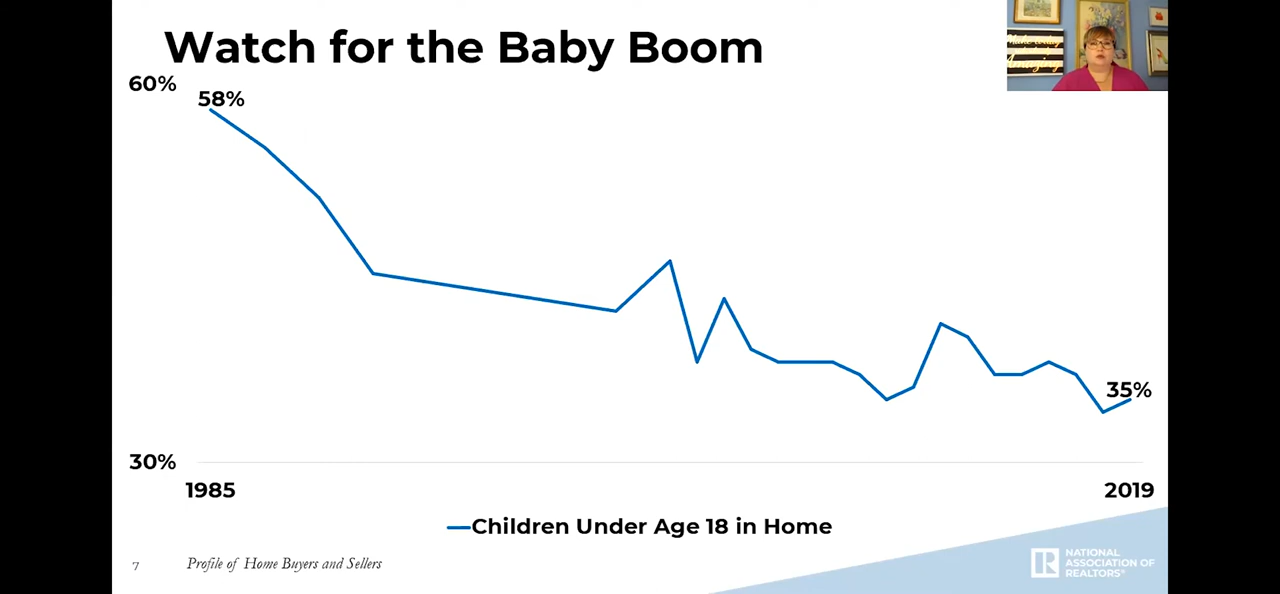 Watch for the Baby Boom
60%
58%
35%
30%
1985
2019
Children Under Age 18 in Home
7
Profile of Home Buyers and Sellers
NATIONAL
ASSOCIATION OF
REALTORS®